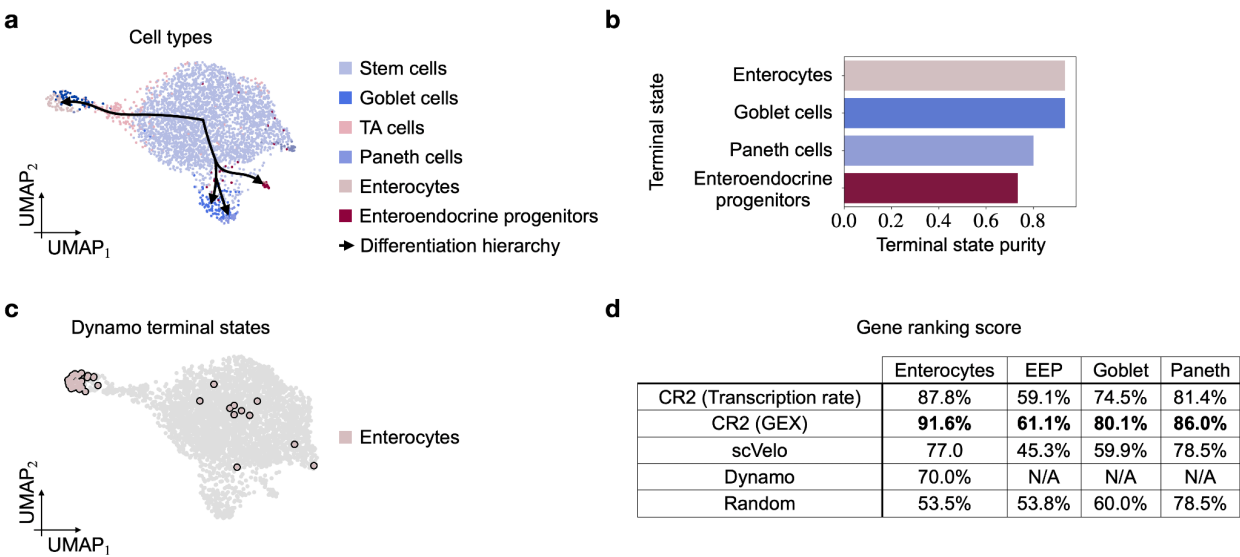 a
Cell types
Stem cells
Goblet cells
TA cells
Paneth cells
Enterocytes
Enteroendocrine progenitors
Differentiation hierarchy
UMAP2
UMAP1
b
Terminal state
Enterocytes
Goblet cells
Paneth cells
Enteroendocrine
progenitors
0.0 0.2 0.4 0.6 0.8
Terminal state purity
c
Dynamo terminal states
Enterocytes
UMAP2
UMAP1
d
Gene ranking score
Enterocytes EEP Goblet Paneth
CR2 (Transcription rate) 87.8% 59.1% 74.5% 81.4%
CR2 (GEX) 91.6% 61.1% 80.1% 86.0%
scVelo 77.0 45.3% 59.9% 78.5%
Dynamo 70.0% N/A N/A N/A
Random 53.5% 53.8% 60.0% 78.5%